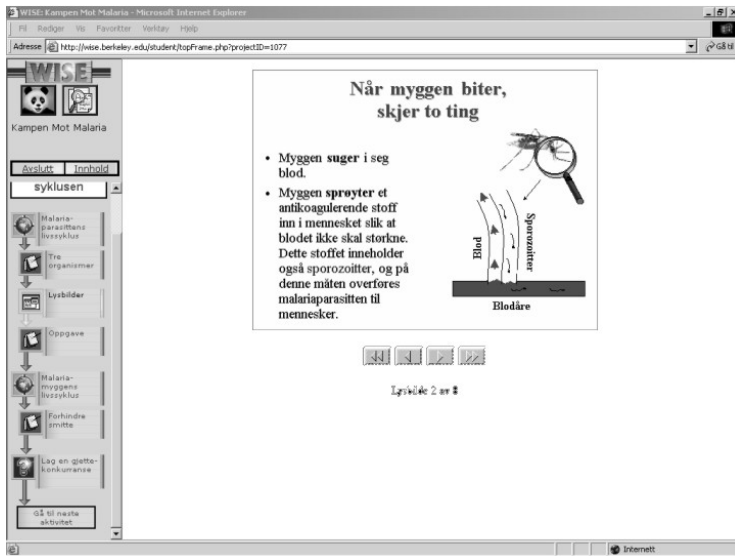 WISE: Kampen Mot Malaria - Microsoft Internet Explorer
Fil Rediger Vis Favoritter Verktøy Hjelp
Adresse http://wise.berkeley.edu/student/topFrame.php?projectID=1077
Gå til
WISE
Kampen Mot Malaria
Avslutt Innhold
syklusen
Malaria-
parasittens
livssyklus
Tre
organismer
Lysbilder
Oppgave
Malaria-
myggens
livssyklus
Forhindre
smitte
Lag en gjette-
konkurranse
Gå til neste
aktivitet
Når myggen biter,
skjer to ting
• Myggen suger i seg
blod.
• Myggen sprøyter et
antikoagulerende stoff
inn i mennesket slik at
blodet ikke skal størkne.
Dette stoffet inneholder
også sporozoitter, og på
denne måten overføres
malariaparasitten til
mennesker.
Blod
Sporozoitter
Blodåre
Lysbilde 2 av 8
Internett